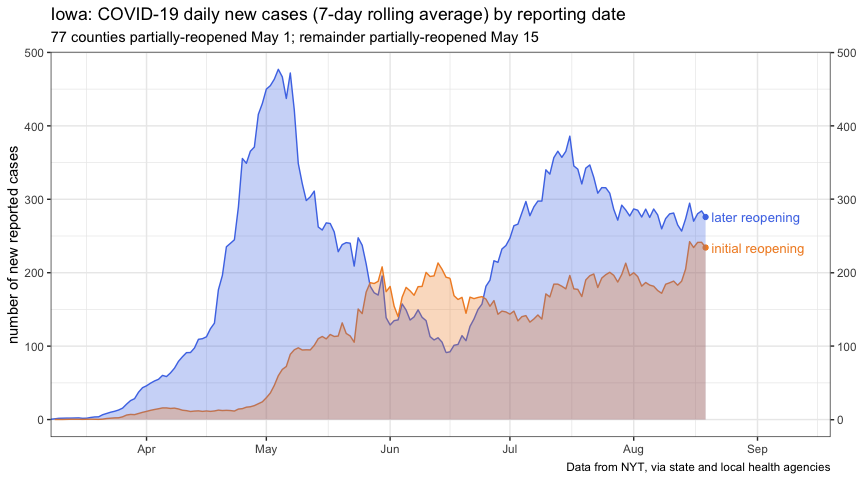 Iowa: COVID-19 daily new cases (7-day rolling average) by reporting date
77 counties partially-reopened May 1; remainder partially-reopened May 15
500 500
400 400
300 300
later reopening
initial reopening
200 200
100 100
0 0
number of new reported cases
Apr May Jun Jul Aug Sep
Data from NYT, via state and local health agencies